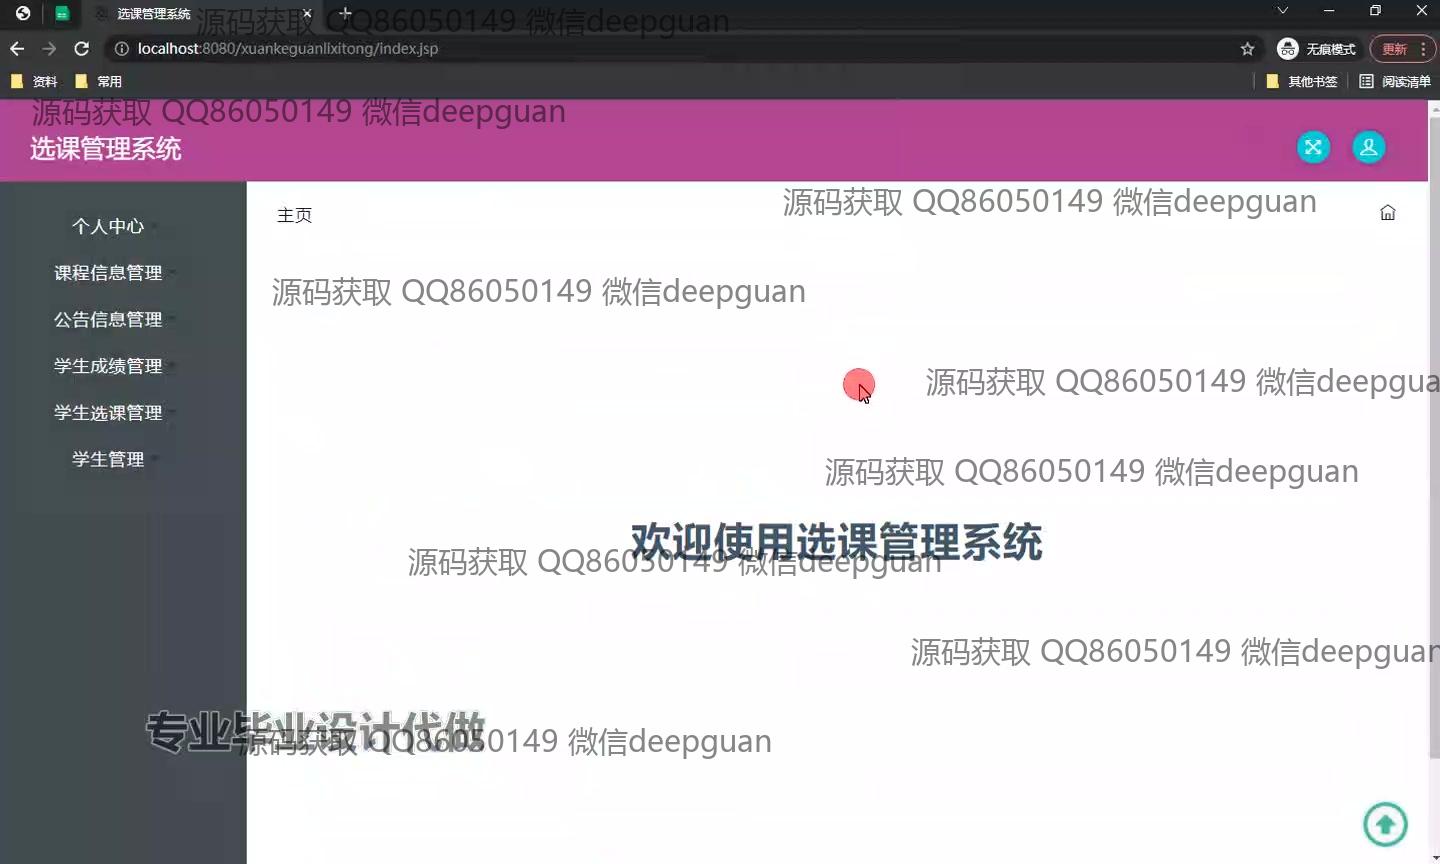 选课管理系统
源码获取 QQ86050149 微信deepguan
localhost:8080/xuankeguanlixitong/index.jsp
无痕模式
更新
资料
常用
其他书签
阅读清单
源码获取 QQ86050149 微信deepguan
选课管理系统
源码获取 QQ86050149 微信deepguan
个人中心
主页
课程信息管理
源码获取 QQ86050149 微信deepguan
公告信息管理
学生成绩管理
源码获取 QQ86050149 微信deepgua
学生选课管理
学生管理
源码获取 QQ86050149 微信deepguan
欢迎使用选课管理系统
源码获取 QQ86050149 微信deepguan
源码获取 QQ86050149 微信deepguan
专业毕业设计代做
源码获取 QQ86050149 微信deepguan